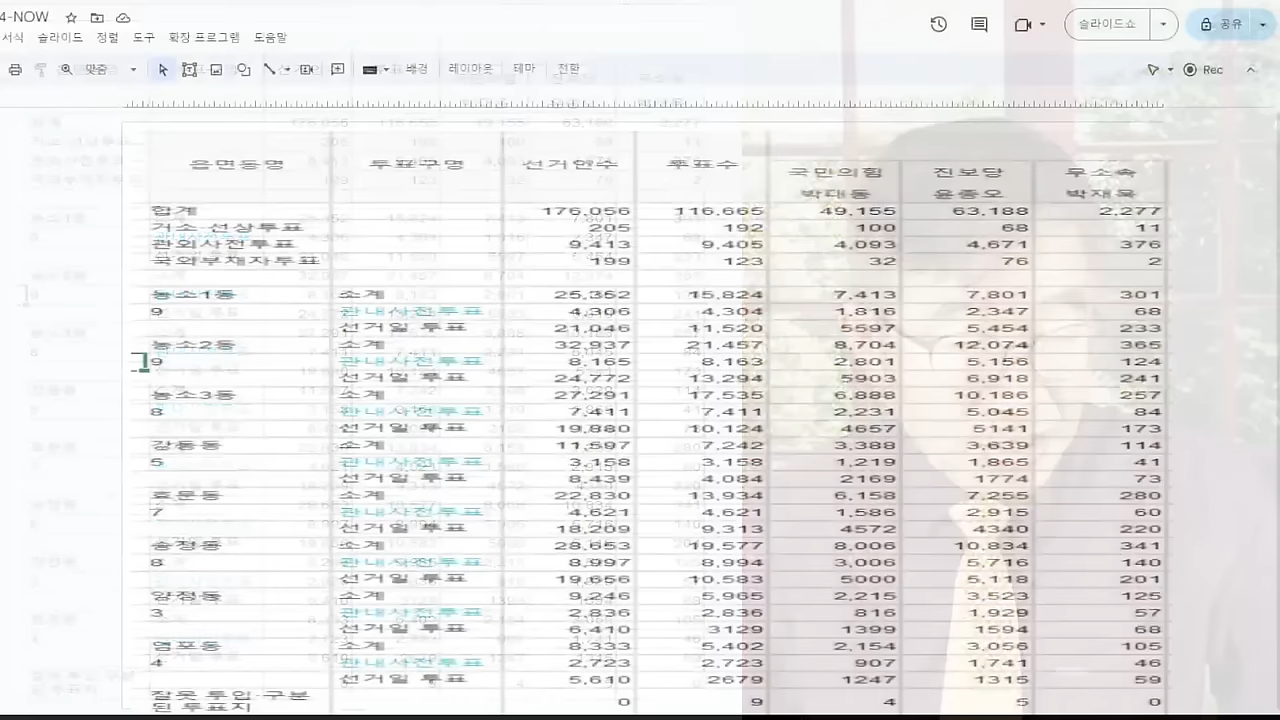 4-NOW
서식 슬라이드 정렬 도구 확장 프로그램 도움말
슬라이드쇼 공유
맞춤 배경 레이아웃 테마 전환 Rec
읍면동명 투표구명 선거인수 투표수 국민의힘 박대동 진보당 윤종오 무소속 박재묵
합계 176,056 116,665 49,155 63,188 2,277
거소·선상투표 205 192 100 68 11
관외사전투표 9,413 9,405 4,093 4,671 376
국외부재자투표 199 123 32 76 2
농소1동 소계 25,352 15,824 7,413 7,801 301
9 관내사전투표 4,306 4,304 1,816 2,347 68
선거일 투표 21,046 11,520 5597 5,454 233
농소2동 소계 32,937 21,457 8,704 12,074 365
9 관내사전투표 8,165 8,163 2,801 5,156 124
선거일 투표 24,772 13,294 5903 6,918 241
농소3동 소계 27,291 17,535 6,888 10,186 257
8 관내사전투표 7,411 7,411 2,231 5,045 84
선거일 투표 19,880 10,124 4657 5141 173
강동동 소계 11,597 7,242 3,388 3,639 114
5 관내사전투표 3,158 3,158 1,219 1,865 41
선거일 투표 8,439 4,084 2169 1774 73
효문동 소계 22,830 13,934 6,158 7,255 280
7 관내사전투표 4,621 4,621 1,586 2,915 60
선거일 투표 18,209 9,313 4572 4340 220
송정동 소계 28,653 19,577 8,006 10,834 341
8 관내사전투표 8,997 8,994 3,006 5,716 140
선거일 투표 19,656 10,583 5000 5,118 201
양정동 소계 9,246 5,965 2,215 3,523 125
3 관내사전투표 2,836 2,836 816 1,929 57
선거일 투표 6,410 3129 1399 1594 68
염포동 소계 8,333 5,402 2,154 3,056 105
4 관내사전투표 2,723 2,723 907 1,741 46
선거일 투표 5,610 2679 1247 1315 59
잘못 투입·구분
된 투표지 0 9 4 5 0